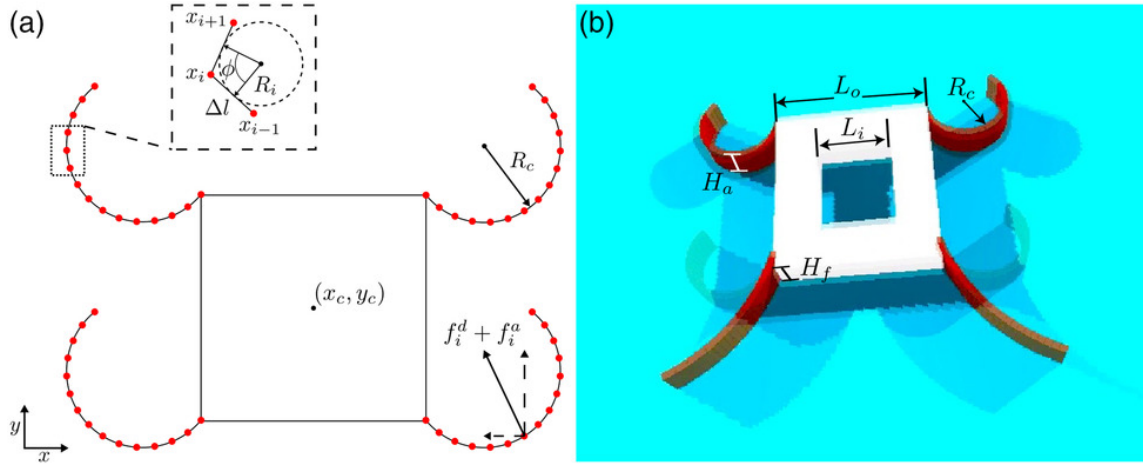 (a)
x_{i+1}
x_i
ϕ
R_i
Δl
x_{i−1}
R_c
(x_c, y_c)
f_i^d + f_i^a
y
x
(b)
L_o
R_c
L_i
H_a
H_f